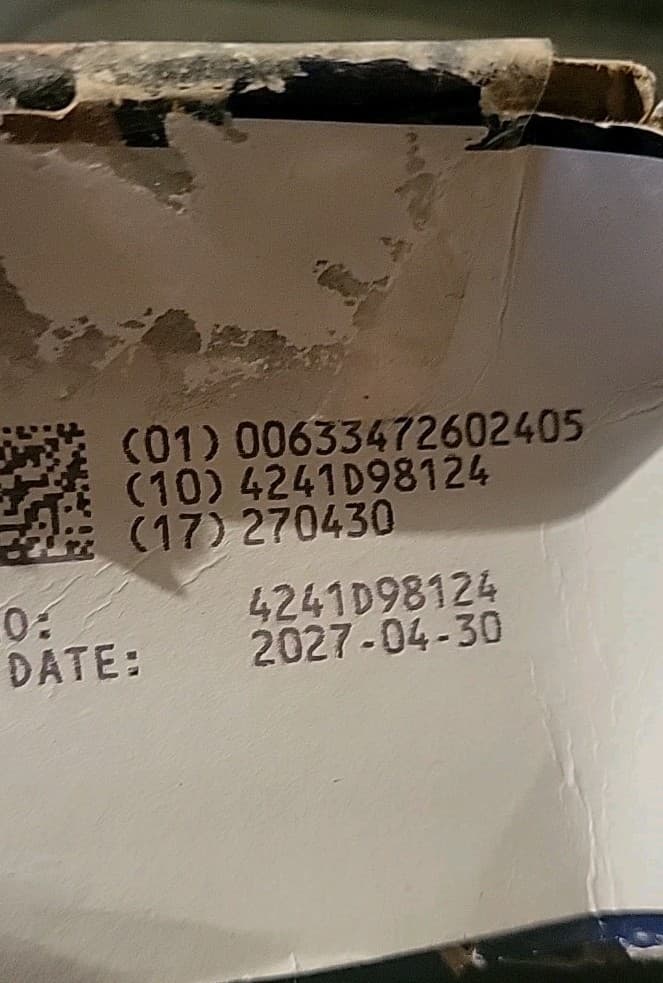 (01) 00633472602405
(10) 4241D98124
(17) 270430
O: 4241D98124
DATE: 2027-04-30